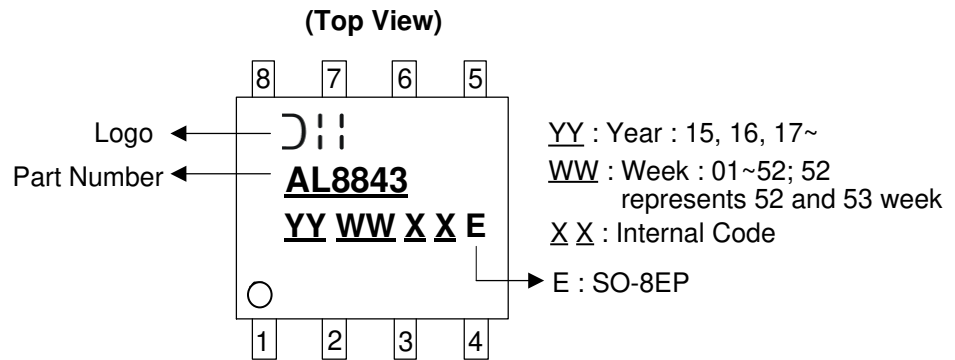 (Top View)
8 7 6 5
Logo
Part Number
AL8843
YY WW X X E
YY : Year : 15, 16, 17~
WW : Week : 01~52; 52
represents 52 and 53 week
X X : Internal Code
E : SO-8EP
1 2 3 4